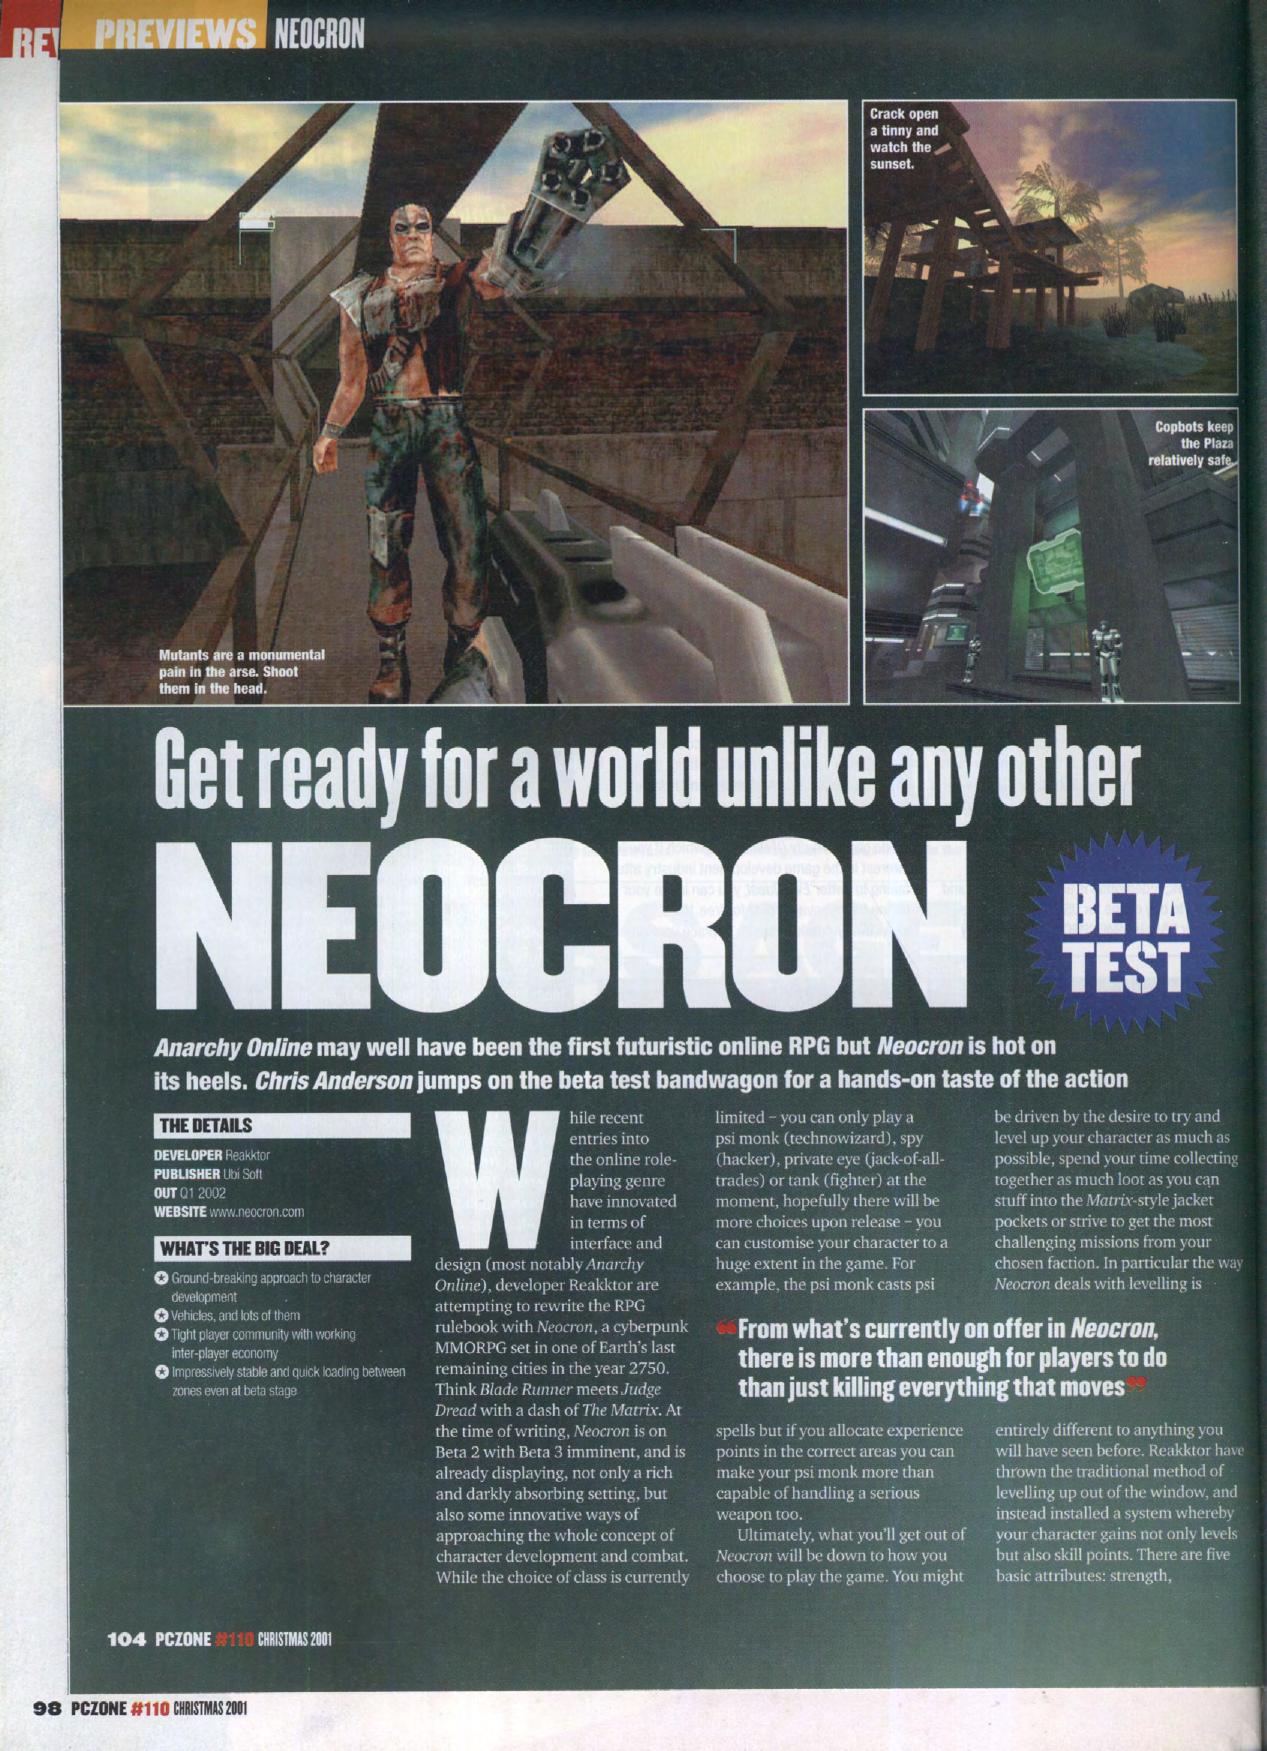 REV
PREVIEWS NEOCRON
Crack open
a tinny and
watch the
sunset.
Copbots keep
the Plaza
relatively safe.
Mutants are a monumental
pain in the arse. Shoot
them in the head.
Get ready for a world unlike any other
NEOCRON
BETA
TEST
Anarchy Online may well have been the first futuristic online RPG but Neocron is hot on
its heels. Chris Anderson jumps on the beta test bandwagon for a hands-on taste of the action
THE DETAILS
DEVELOPER Reakktor
PUBLISHER Ubi Soft
OUT Q1 2002
WEBSITE www.neocron.com
WHAT'S THE BIG DEAL?
Ground-breaking approach to character
development
Vehicles, and lots of them
Tight player community with working
inter-player economy
Impressively stable and quick loading between
zones even at beta stage
While recent
entries into
the online role-
playing genre
have innovated
in terms of
interface and
design (most notably Anarchy
Online), developer Reakktor are
attempting to rewrite the RPG
rulebook with Neocron, a cyberpunk
MMORPG set in one of Earth's last
remaining cities in the year 2750.
Think Blade Runner meets Judge
Dread with a dash of The Matrix. At
the time of writing, Neocron is on
Beta 2 with Beta 3 imminent, and is
already displaying, not only a rich
and darkly absorbing setting, but
also some innovative ways of
approaching the whole concept of
character development and combat.
While the choice of class is currently
limited – you can only play a
psi monk (technowizard), spy
(hacker), private eye (jack-of-all-
trades) or tank (fighter) at the
moment, hopefully there will be
more choices upon release – you
can customise your character to a
huge extent in the game. For
example, the psi monk casts psi
spells but if you allocate experience
points in the correct areas you can
make your psi monk more than
capable of handling a serious
weapon too.
Ultimately, what you'll get out of
Neocron will be down to how you
choose to play the game. You might
be driven by the desire to try and
level up your character as much as
possible, spend your time collecting
together as much loot as you can
stuff into the Matrix-style jacket
pockets or strive to get the most
challenging missions from your
chosen faction. In particular the way
Neocron deals with levelling is
“From what's currently on offer in Neocron,
there is more than enough for players to do
than just killing everything that moves”
entirely different to anything you
will have seen before. Reakktor have
thrown the traditional method of
levelling up out of the window, and
instead installed a system whereby
your character gains not only levels
but also skill points. There are five
basic attributes: strength,
104 PCZONE #110 CHRISTMAS 2001
98 PCZONE #110 CHRISTMAS 2001